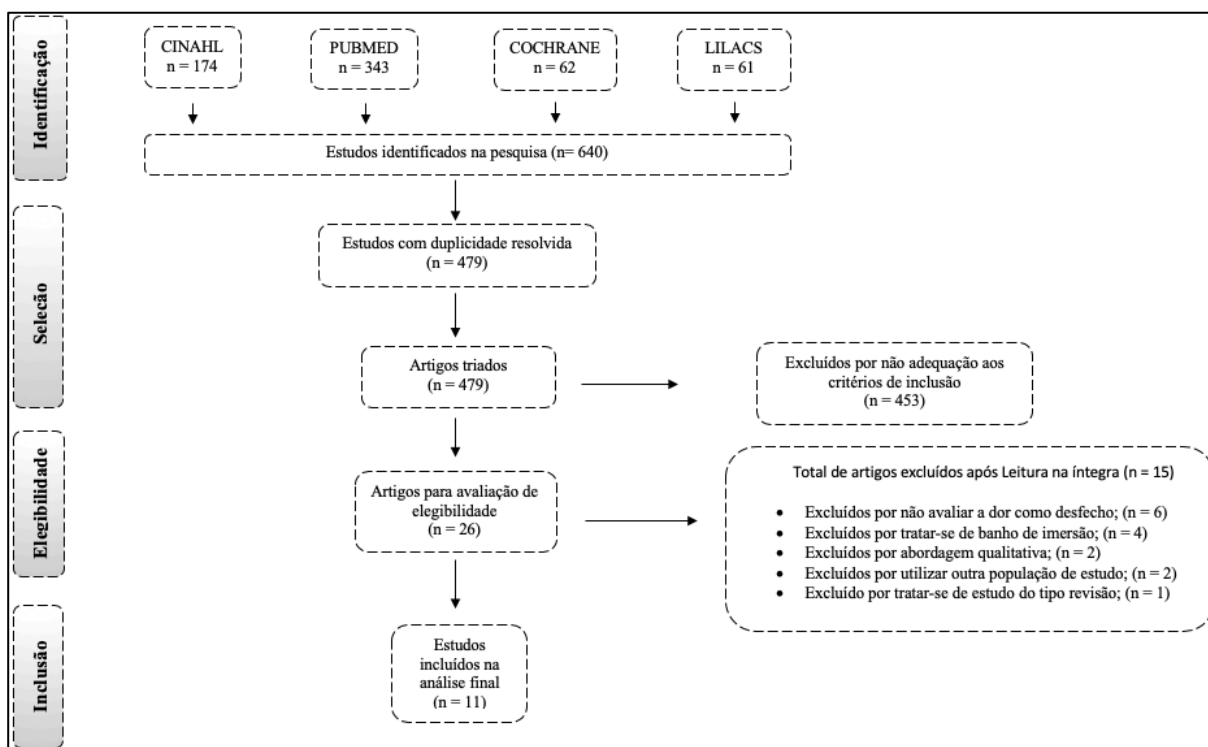 Identificação
CINAHL
n = 174
PUBMED
n = 343
COCHRANE
n = 62
LILACS
n = 61
Estudos identificados na pesquisa (n= 640)
Seleção
Estudos com duplicidade resolvida
(n = 479)
Artigos triados
(n = 479)
Excluídos por não adequação aos
critérios de inclusão
(n = 453)
Elegibilidade
Artigos para avaliação de
elegibilidade
(n = 26)
Total de artigos excluídos após Leitura na íntegra (n = 15)
• Excluídos por não avaliar a dor como desfecho; (n = 6)
• Excluídos por tratar-se de banho de imersão; (n = 4)
• Excluídos por abordagem qualitativa; (n = 2)
• Excluídos por utilizar outra população de estudo; (n = 2)
• Excluído por tratar-se de estudo do tipo revisão; (n = 1)
Inclusão
Estudos
incluídos na
análise final
(n = 11)